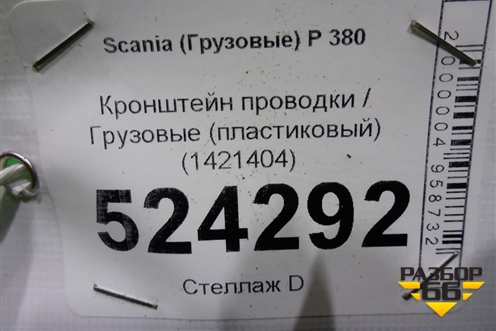 Scania (Грузовые) P 380
Кронштейн проводки /
Грузовые (пластиковый)
(1421404)
524292
Стеллаж D
2000004958732
РАЗБОР
66